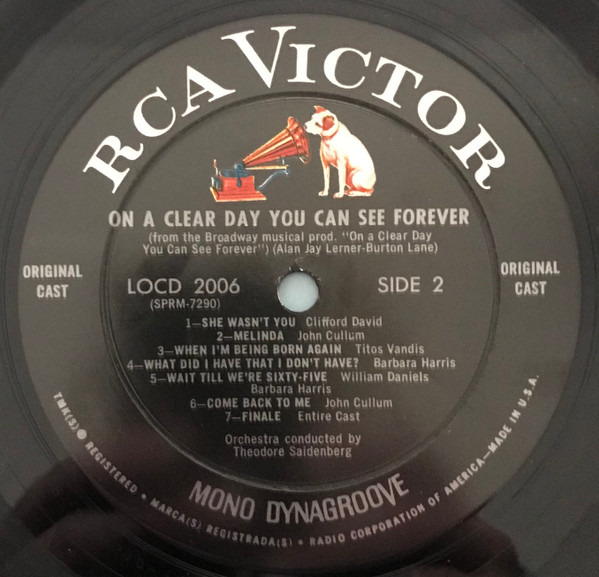 RCA VICTOR
ON A CLEAR DAY YOU CAN SEE FOREVER
(from the Broadway musical prod. "On a Clear Day
You Can See Forever") (Alan Jay Lerner-Burton Lane)
ORIGINAL
CAST
ORIGINAL
CAST
LOCD 2006
(SPRM-7290)
SIDE 2
1—SHE WASN'T YOU Clifford David
2—MELINDA John Cullum
3—WHEN I'M BEING BORN AGAIN Titos Vandis
4—WHAT DID I HAVE THAT I DON'T HAVE? Barbara Harris
5—WAIT TILL WE'RE SIXTY-FIVE William Daniels
Barbara Harris
6—COME BACK TO ME John Cullum
7—FINALE Entire Cast
Orchestra conducted by
Theodore Saidenberg
MONO DYNAGROOVE
TMK(S)® REGISTERED • MARCA(S) REGISTRADA(S) • RADIO CORPORATION OF AMERICA—MADE IN U.S.A.